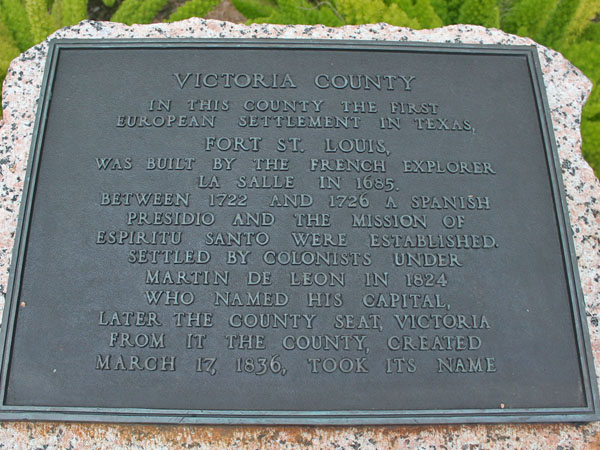 VICTORIA COUNTY
IN THIS COUNTY THE FIRST
EUROPEAN SETTLEMENT IN TEXAS,
FORT ST. LOUIS,
WAS BUILT BY THE FRENCH EXPLORER
LA SALLE IN 1685.
BETWEEN 1722 AND 1726 A SPANISH
PRESIDIO AND THE MISSION OF
ESPIRITU SANTO WERE ESTABLISHED.
SETTLED BY COLONISTS UNDER
MARTIN DE LEON IN 1824
WHO NAMED HIS CAPITAL,
LATER THE COUNTY SEAT, VICTORIA
FROM IT THE COUNTY, CREATED
MARCH 17, 1836, TOOK ITS NAME